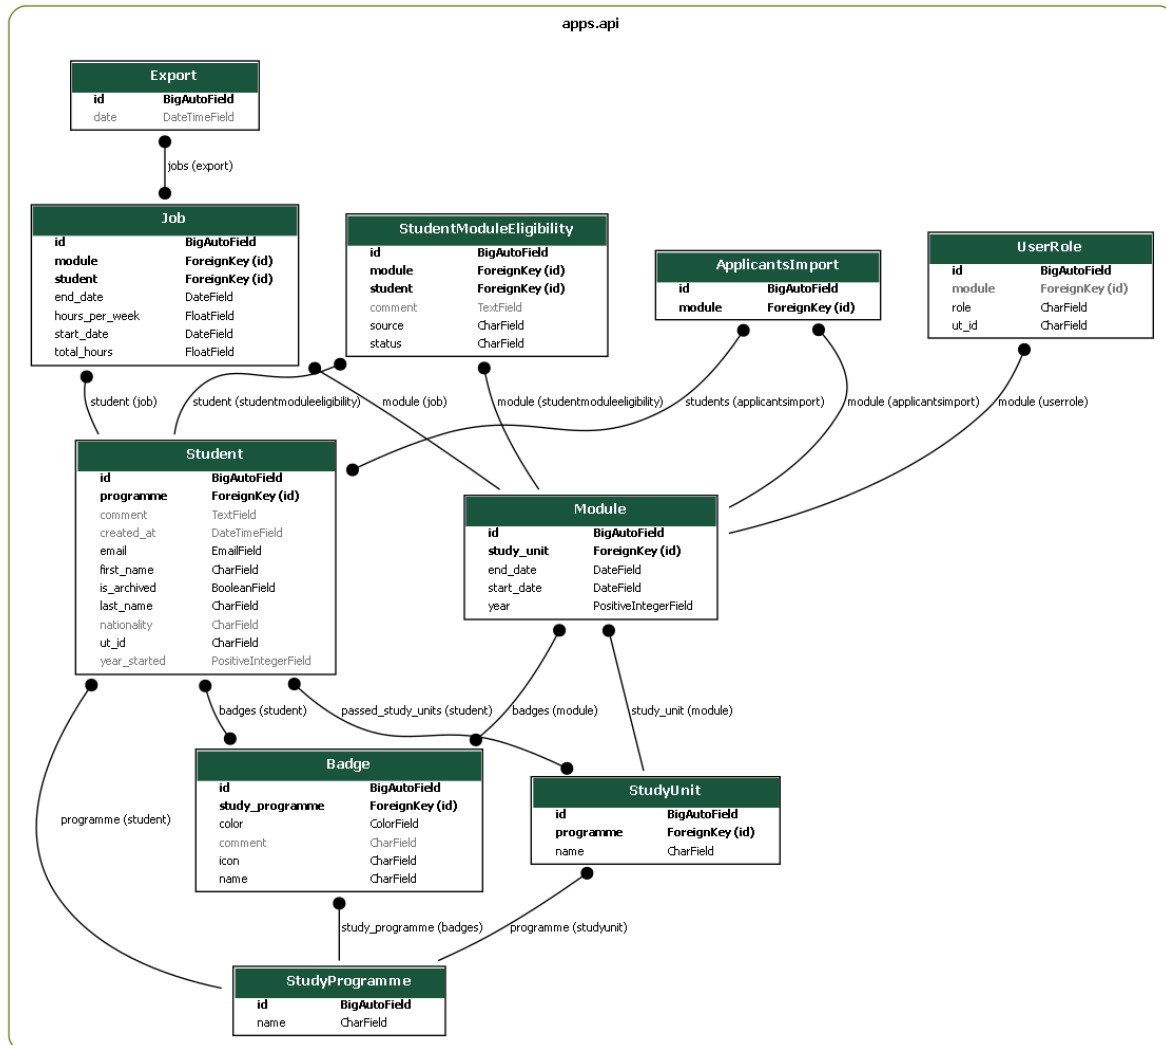 apps.api
Export
id BigAutoField
date DateTimeField
jobs (export)
Job
id BigAutoField
module ForeignKey (id)
student ForeignKey (id)
end_date DateField
hours_per_week FloatField
start_date DateField
total_hours FloatField
StudentModuleEligibility
id BigAutoField
module ForeignKey (id)
student ForeignKey (id)
comment TextField
source CharField
status CharField
ApplicantsImport
id BigAutoField
module ForeignKey (id)
UserRole
id BigAutoField
module ForeignKey (id)
role CharField
ut_id CharField
student (job)
student (studentmoduleeligibility)
module (job)
module (studentmoduleeligibility)
students (applicantsimport)
module (applicantsimport)
module (userrole)
Student
id BigAutoField
programme ForeignKey (id)
comment TextField
created_at DateTimeField
email EmailField
first_name CharField
is_archived BooleanField
last_name CharField
nationality CharField
ut_id CharField
year_started PositiveIntegerField
Module
id BigAutoField
study_unit ForeignKey (id)
end_date DateField
start_date DateField
year PositiveIntegerField
badges (student)
passed_study_units (student)
badges (module)
study_unit (module)
Badge
id BigAutoField
study_programme ForeignKey (id)
color ColorField
comment CharField
icon CharField
name CharField
StudyUnit
id BigAutoField
programme ForeignKey (id)
name CharField
programme (student)
study_programme (badges)
programme (studyunit)
StudyProgramme
id BigAutoField
name CharField